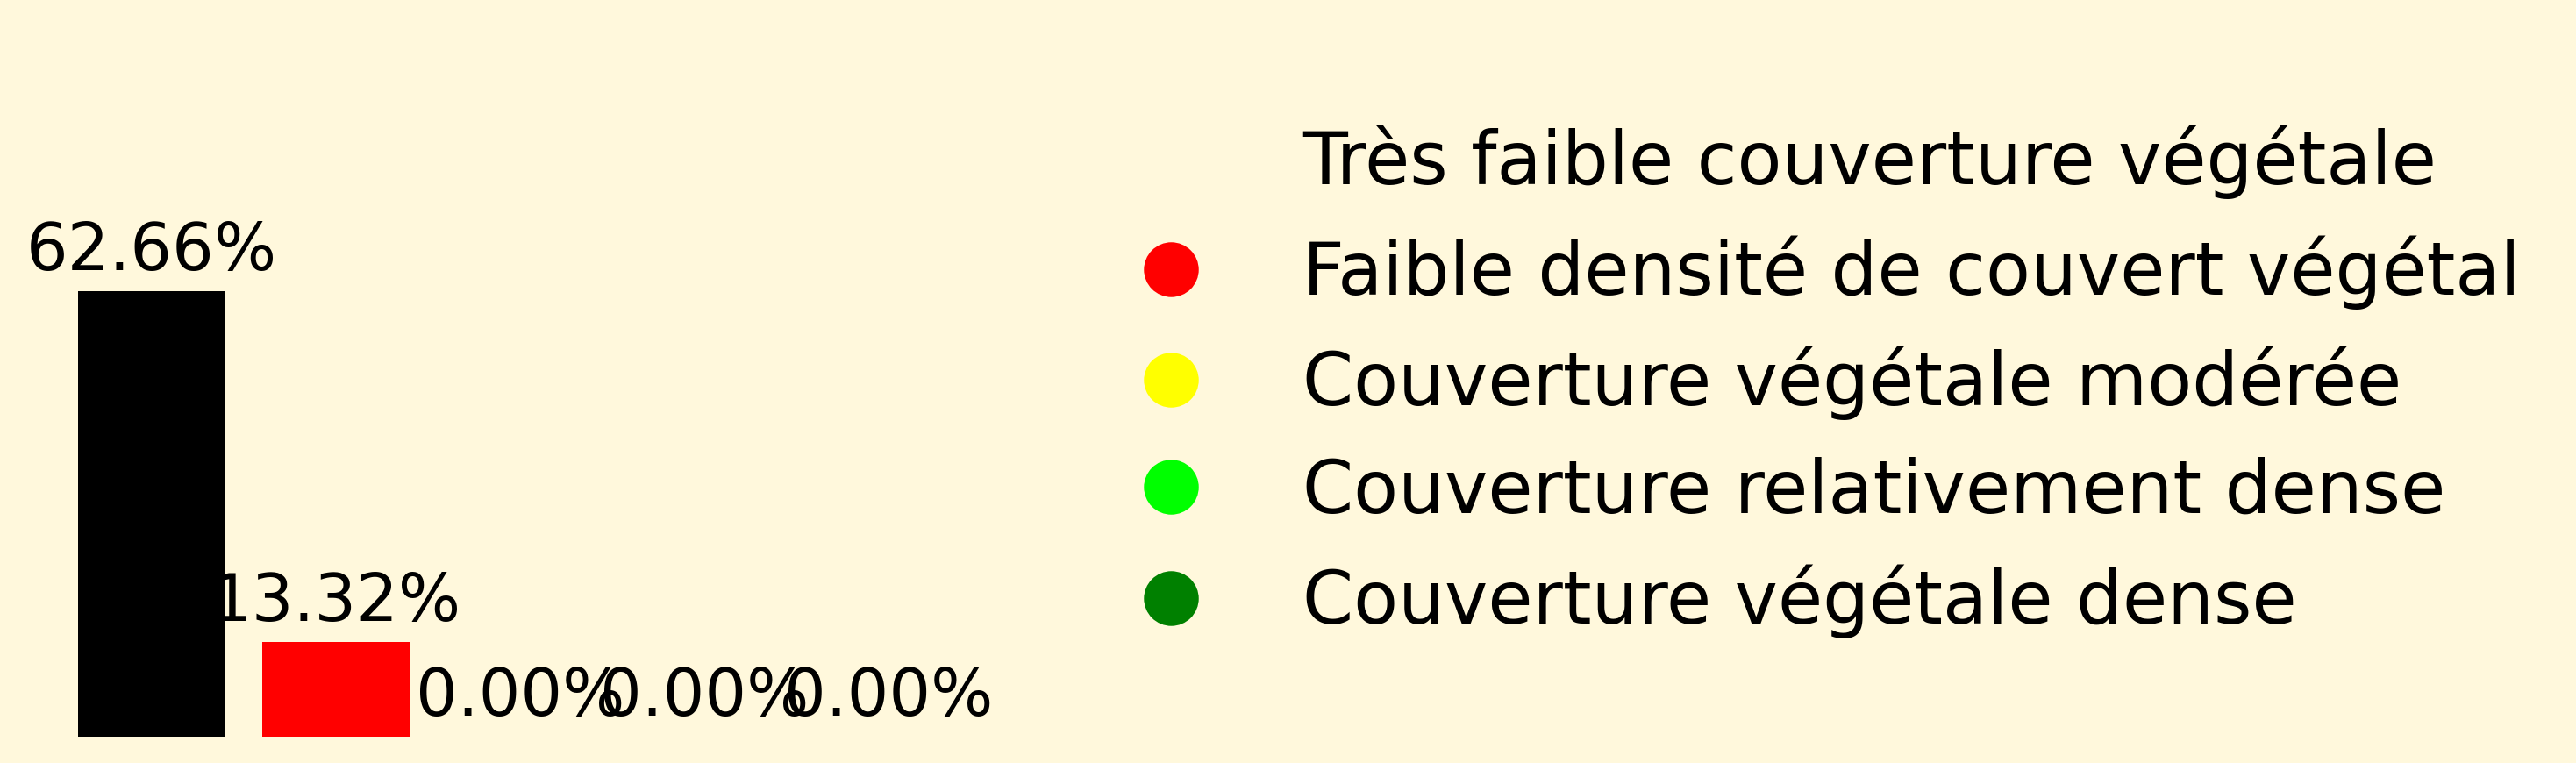 62.66%
13.32%
0.00%
0.00%
0.00%
Très faible couverture végétale
Faible densité de couvert végétal
Couverture végétale modérée
Couverture relativement dense
Couverture végétale dense